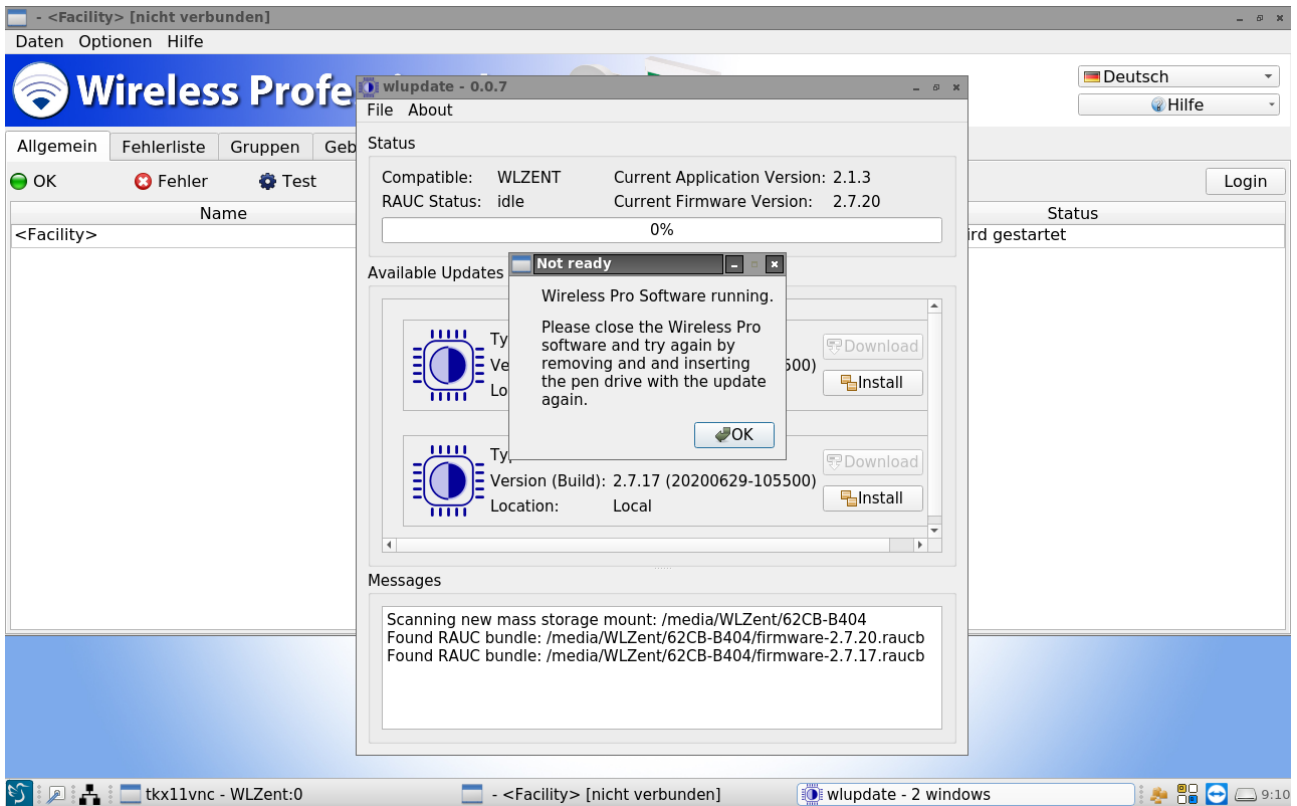 - <Facility> [nicht verbunden]
Daten Optionen Hilfe
Wireless Profe
Deutsch
Hilfe
Allgemein Fehlerliste Gruppen Geb
OK Fehler Test
Login
Name Status
<Facility> ird gestartet
wlupdate - 0.0.7
File About
Status
Compatible: WLZENT Current Application Version: 2.1.3
RAUC Status: idle Current Firmware Version: 2.7.20
0%
Available Updates
Not ready
Wireless Pro Software running.
Please close the Wireless Pro
software and try again by
removing and and inserting
the pen drive with the update
again.
OK
Ty
Ve 500)
Lo
Download
Install
Ty
Version (Build): 2.7.17 (20200629-105500)
Location: Local
Download
Install
Messages
Scanning new mass storage mount: /media/WLZent/62CB-B404
Found RAUC bundle: /media/WLZent/62CB-B404/firmware-2.7.20.raucb
Found RAUC bundle: /media/WLZent/62CB-B404/firmware-2.7.17.raucb
tkx11vnc - WLZent:0 - <Facility> [nicht verbunden] wlupdate - 2 windows 9:10